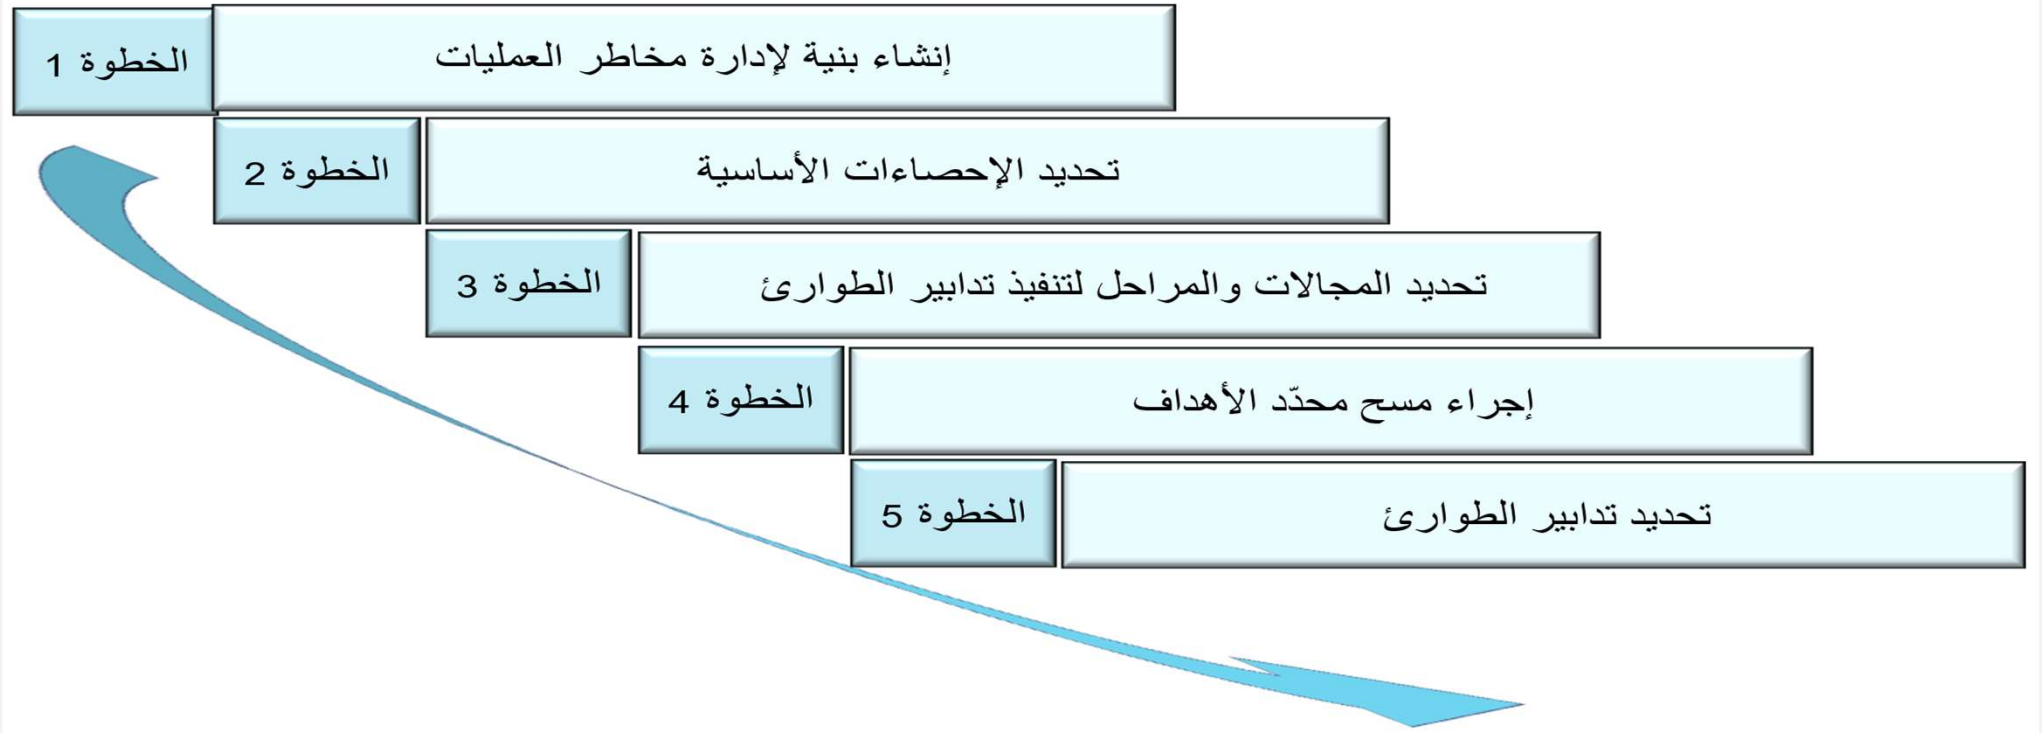 الخطوة 1
إنشاء بنية لإدارة مخاطر العمليات
الخطوة 2
تحديد الإحصاءات الأساسية
الخطوة 3
تحديد المجالات والمراحل لتنفيذ تدابير الطوارئ
الخطوة 4
إجراء مسح محدّد الأهداف
الخطوة 5
تحديد تدابير الطوارئ